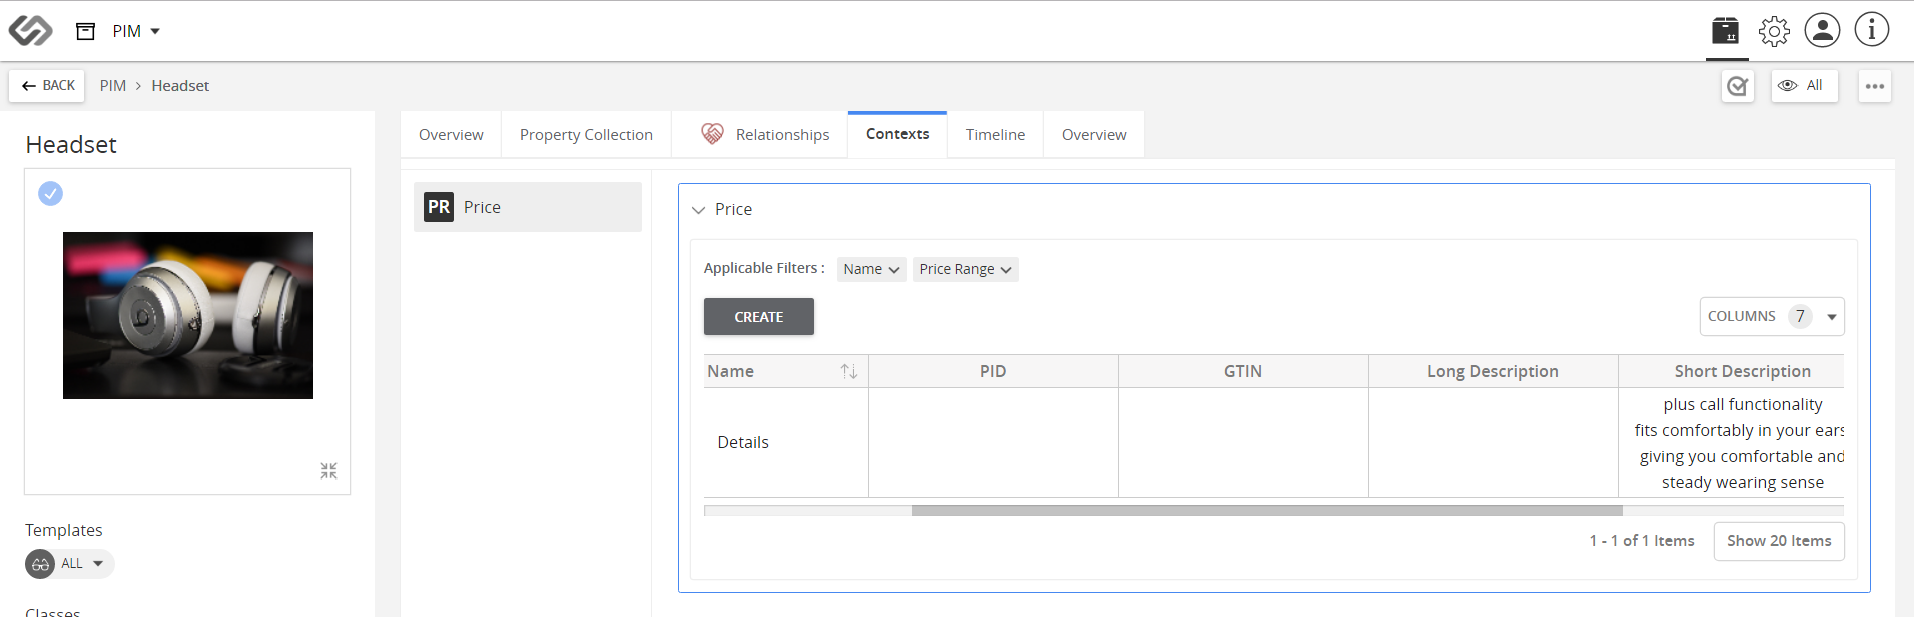 PIM
BACK PIM > Headset All
Headset
Overview Property Collection Relationships Contexts Timeline Overview
PR Price
Price
Applicable Filters : Name Price Range
CREATE
COLUMNS 7
Name PID GTIN Long Description Short Description
Details
plus call functionality
fits comfortably in your ears
giving you comfortable and
steady wearing sense
1 - 1 of 1 Items Show 20 Items
Templates
ALL
Classes